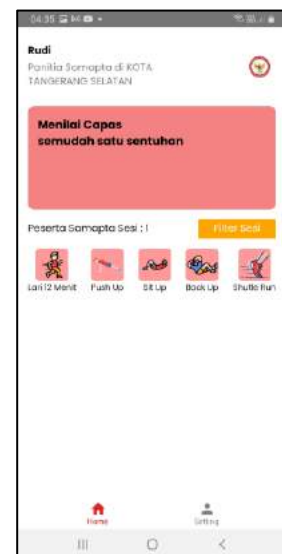 04:35
Rudi
Panitia Samapta di KOTA
TANGERANG SELATAN
Menilai Capas
semudah satu sentuhan
Peserta Samapta Sesi : 1
Filter Sesi
Lari 12 Menit Push Up Sit Up Back Up Shutle Run
Home Setting